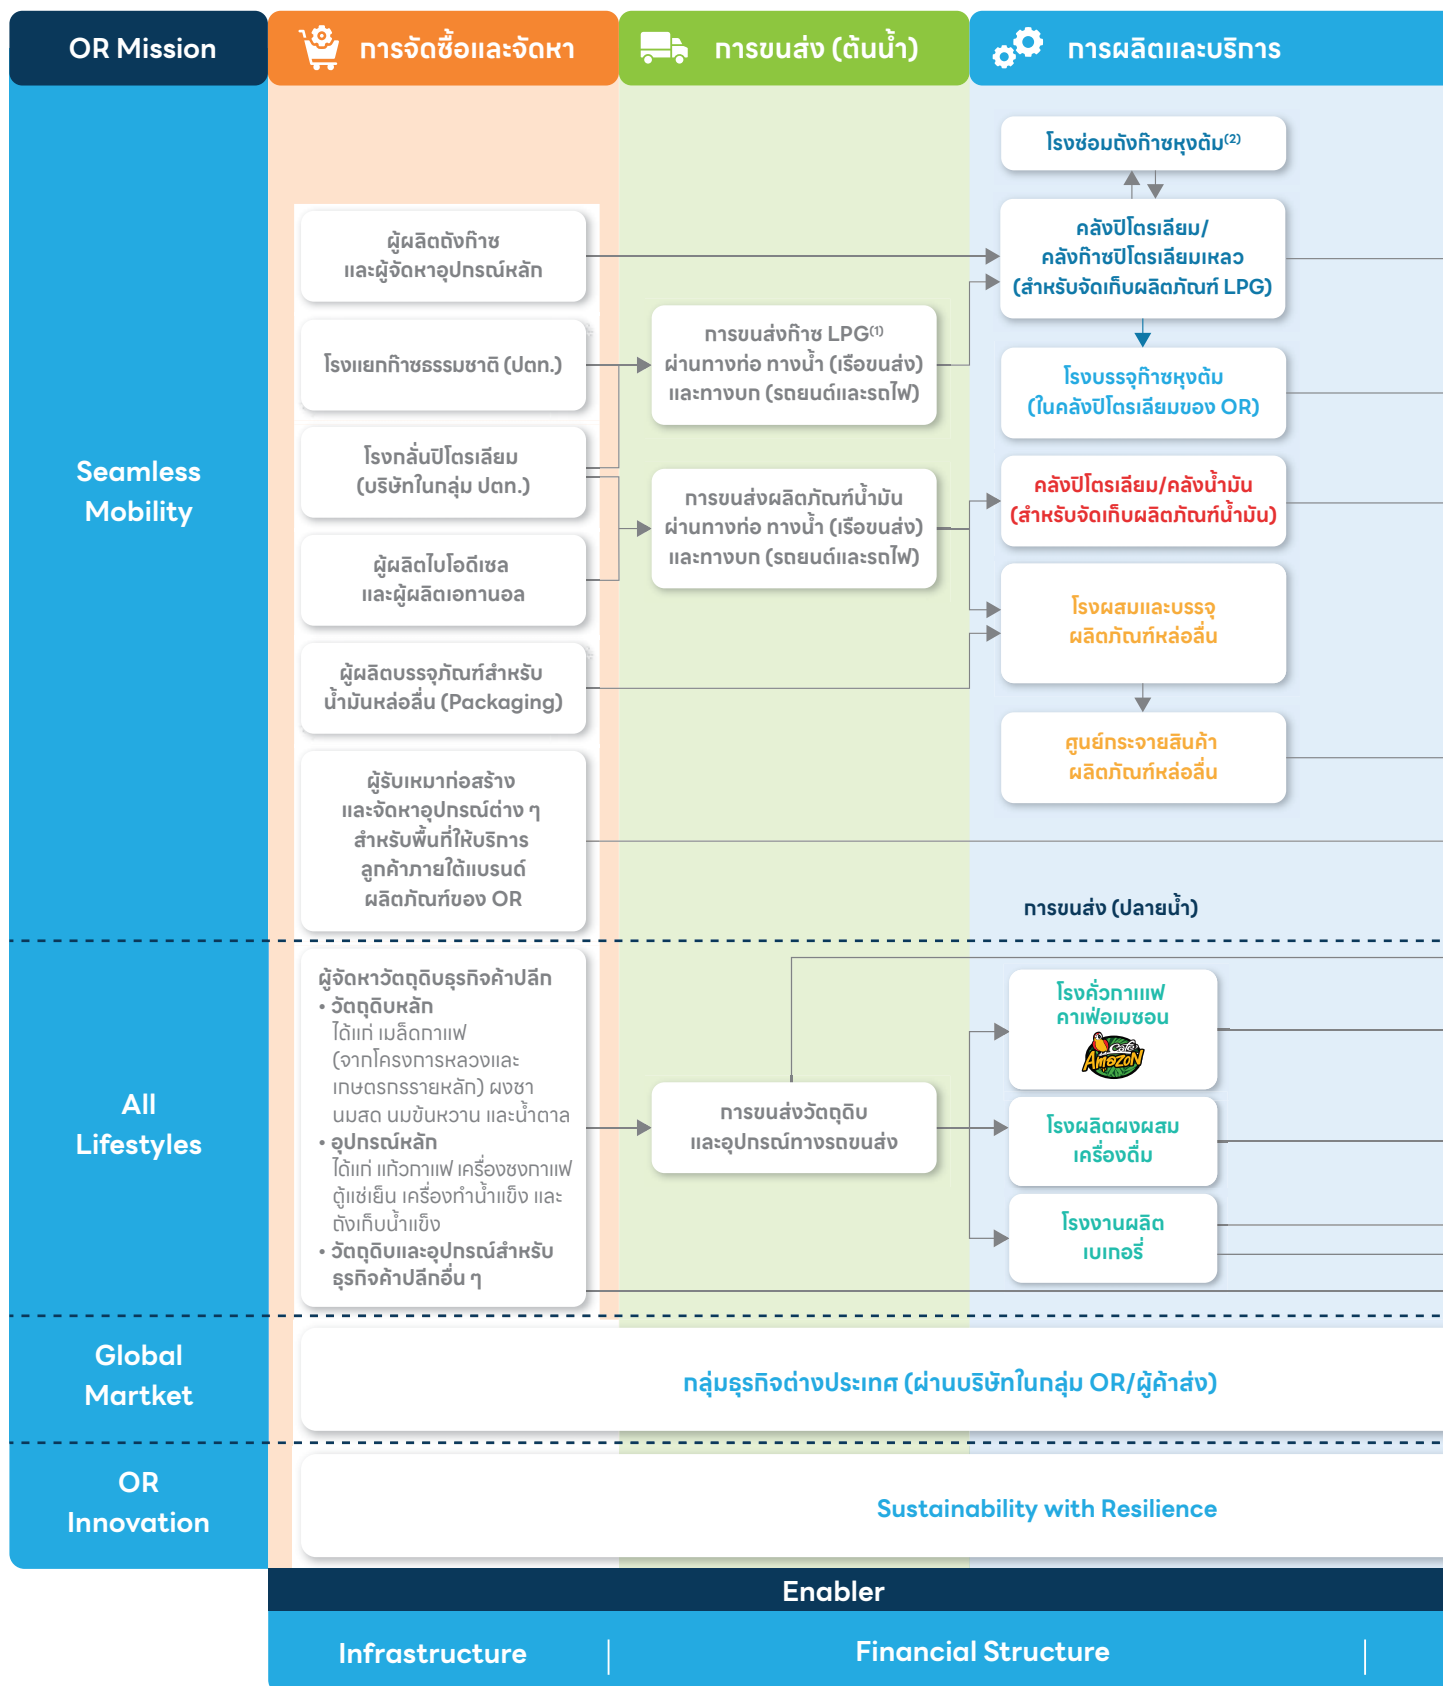 OR Mission
การจัดซื้อและจัดหา
การขนส่ง (ต้นน้ำ)
การผลิตและบริการ
Seamless
Mobility
ผู้ผลิตถังก๊าซ
และผู้จัดหาอุปกรณ์หลัก
โรงแยกก๊าซธรรมชาติ (ปตท.)
โรงกลั่นปิโตรเลียม
(บริษัทในกลุ่ม ปตท.)
ผู้ผลิตไบโอดีเซล
และผู้ผลิตเอทานอล
ผู้ผลิตบรรจุภัณฑ์สำหรับ
น้ำมันหล่อลื่น (Packaging)
ผู้รับเหมาก่อสร้าง
และจัดหาอุปกรณ์ต่าง ๆ
สำหรับพื้นที่ให้บริการ
ลูกค้าภายใต้แบรนด์
ผลิตภัณฑ์ของ OR
การขนส่งก๊าซ LPG(1)
ผ่านทางท่อ ทางน้ำ (เรือขนส่ง)
และทางบก (รถยนต์และรถไฟ)
การขนส่งผลิตภัณฑ์น้ำมัน
ผ่านทางท่อ ทางน้ำ (เรือขนส่ง)
และทางบก (รถยนต์และรถไฟ)
โรงซ่อมถังก๊าซหุงต้ม(2)
คลังปิโตรเลียม/
คลังก๊าซปิโตรเลียมเหลว
(สำหรับจัดเก็บผลิตภัณฑ์ LPG)
โรงบรรจุก๊าซหุงต้ม
(ในคลังปิโตรเลียมของ OR)
คลังปิโตรเลียม/คลังน้ำมัน
(สำหรับจัดเก็บผลิตภัณฑ์น้ำมัน)
โรงผสมและบรรจุ
ผลิตภัณฑ์หล่อลื่น
ศูนย์กระจายสินค้า
ผลิตภัณฑ์หล่อลื่น
การขนส่ง (ปลายน้ำ)
All
Lifestyles
ผู้จัดหาวัตถุดิบธุรกิจค้าปลีก
• วัตถุดิบหลัก
ได้แก่ เมล็ดกาแฟ
(จากโครงการหลวงและ
เกษตรกรรายหลัก) ผงชา
นมสด นมข้นหวาน และน้ำตาล
• อุปกรณ์หลัก
ได้แก่ แก้วกาแฟ เครื่องชงกาแฟ
ตู้แช่เย็น เครื่องทำน้ำแข็ง และ
ถังเก็บน้ำแข็ง
• วัตถุดิบและอุปกรณ์สำหรับ
ธุรกิจค้าปลีกอื่น ๆ
การขนส่งวัตถุดิบ
และอุปกรณ์ทางรถขนส่ง
โรงคั่วกาแฟ
คาเฟ่อเมซอน
Café
Amazon
โรงผลิตผงผสม
เครื่องดื่ม
โรงงานผลิต
เบเกอรี่
Global
Martket
กลุ่มธุรกิจต่างประเทศ (ผ่านบริษัทในกลุ่ม OR/ผู้ค้าส่ง)
OR
Innovation
Sustainability with Resilience
Enabler
Infrastructure
Financial Structure